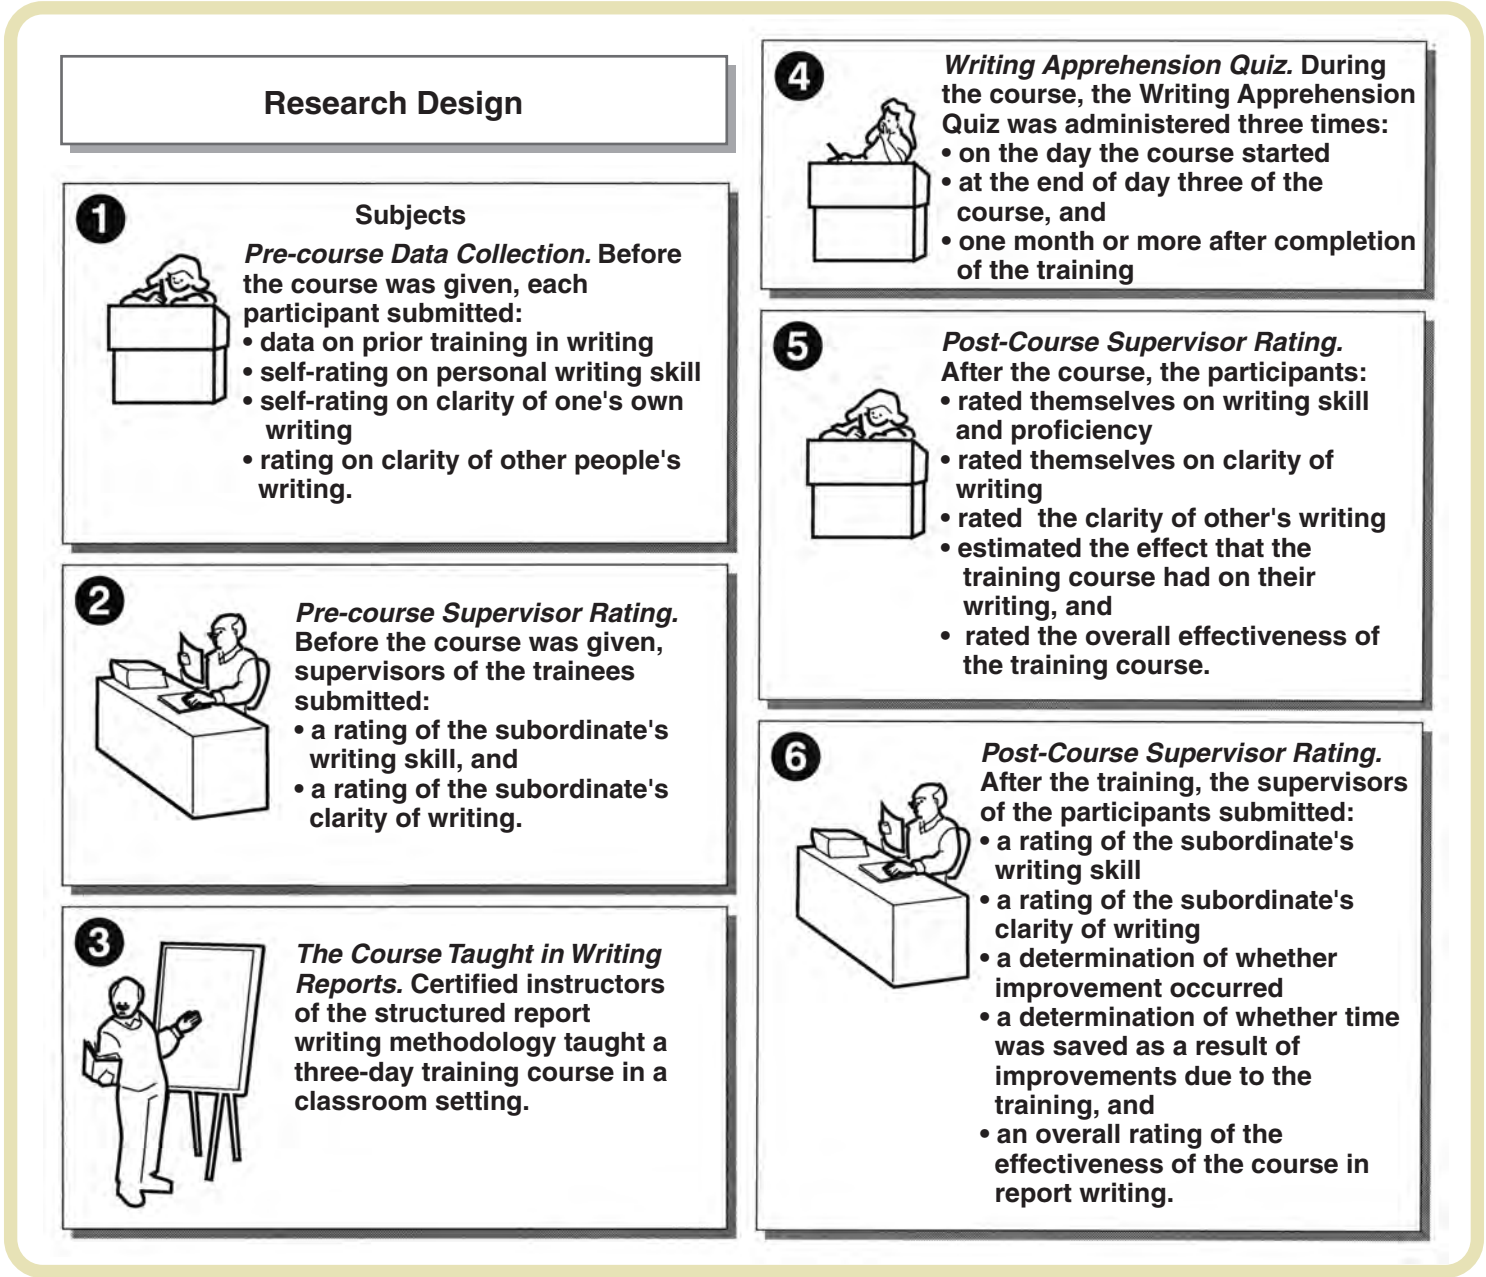 Research Design
1
Subjects
Pre-course Data Collection. Before
the course was given, each
participant submitted:
• data on prior training in writing
• self-rating on personal writing skill
• self-rating on clarity of one's own
writing
• rating on clarity of other people's
writing.
2
Pre-course Supervisor Rating.
Before the course was given,
supervisors of the trainees
submitted:
• a rating of the subordinate's
writing skill, and
• a rating of the subordinate's
clarity of writing.
3
The Course Taught in Writing
Reports. Certified instructors
of the structured report
writing methodology taught a
three-day training course in a
classroom setting.
4
Writing Apprehension Quiz. During
the course, the Writing Apprehension
Quiz was administered three times:
• on the day the course started
• at the end of day three of the
course, and
• one month or more after completion
of the training
5
Post-Course Supervisor Rating.
After the course, the participants:
• rated themselves on writing skill
and proficiency
• rated themselves on clarity of
writing
• rated the clarity of other's writing
• estimated the effect that the
training course had on their
writing, and
• rated the overall effectiveness of
the training course.
6
Post-Course Supervisor Rating.
After the training, the supervisors
of the participants submitted:
• a rating of the subordinate's
writing skill
• a rating of the subordinate's
clarity of writing
• a determination of whether
improvement occurred
• a determination of whether time
was saved as a result of
improvements due to the
training, and
• an overall rating of the
effectiveness of the course in
report writing.